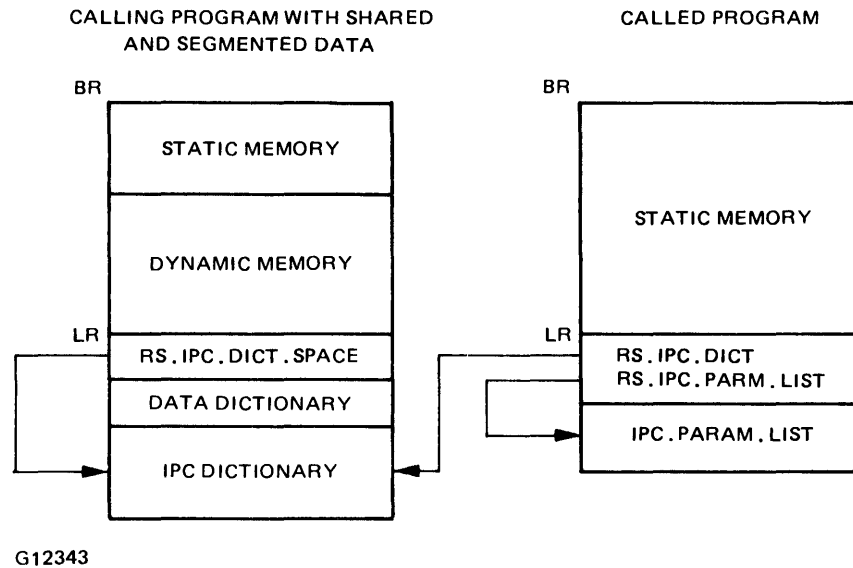 CALLING PROGRAM WITH SHARED
AND SEGMENTED DATA
BR
STATIC MEMORY
DYNAMIC MEMORY
LR
RS.IPC.DICT.SPACE
DATA DICTIONARY
IPC DICTIONARY
CALLED PROGRAM
BR
STATIC MEMORY
LR
RS.IPC.DICT
RS.IPC.PARM.LIST
IPC.PARAM.LIST
G12343